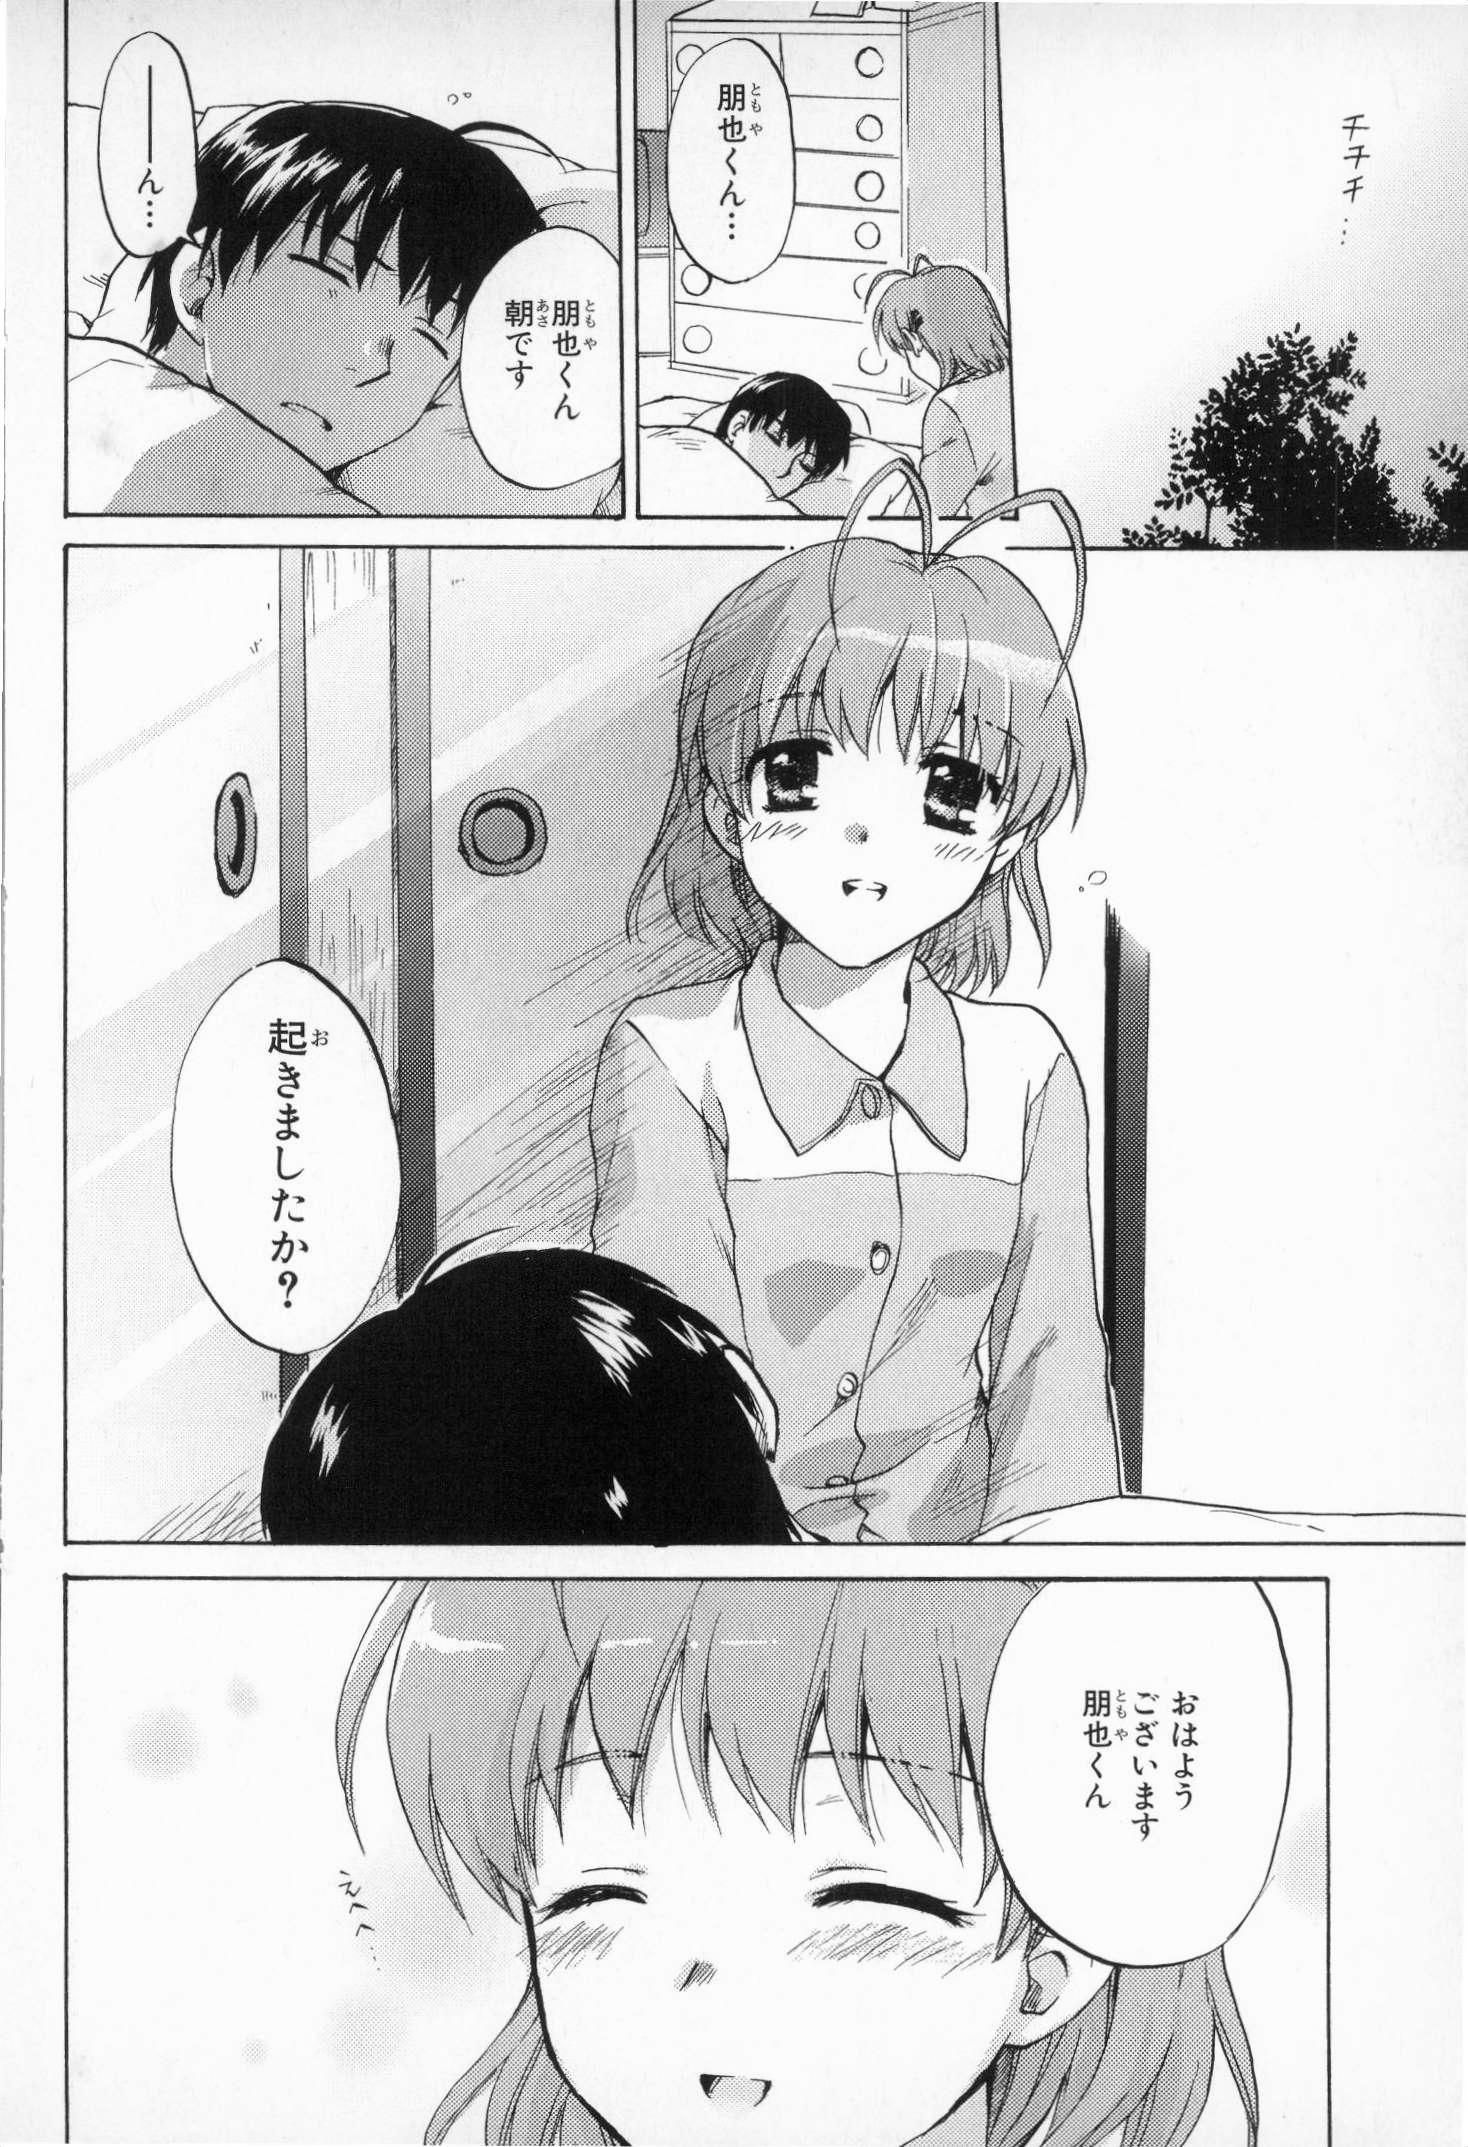 チチチ…
朋也くん…
朋也くん
朝です
――ん…
起きましたか?
おはよう
ございます
朋也くん
えへへ…